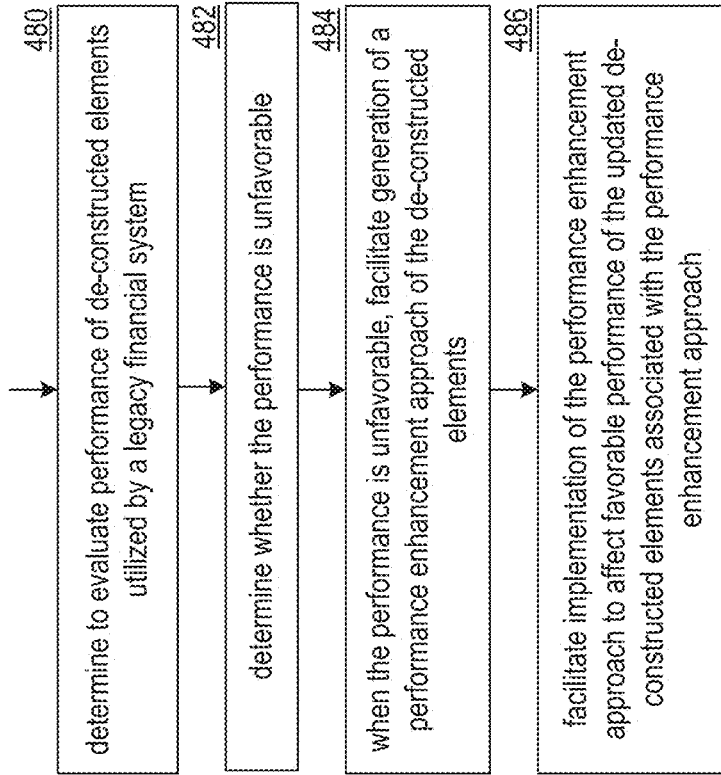 480
determine to evaluate performance of de-constructed elements
utilized by a legacy financial system
482
determine whether the performance is unfavorable
484
when the performance is unfavorable, facilitate generation of a
performance enhancement approach of the de-constructed
elements
486
facilitate implementation of the performance enhancement
approach to affect favorable performance of the updated de-
constructed elements associated with the performance
enhancement approach